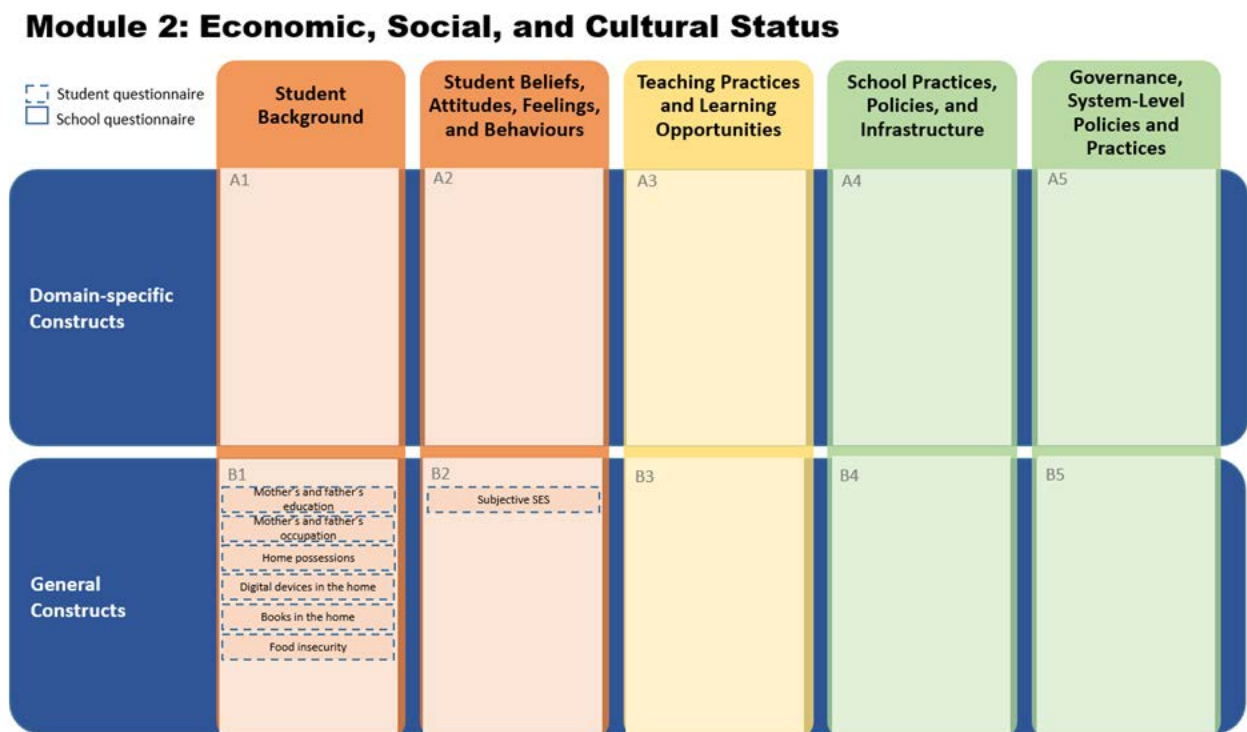 Module 2: Economic, Social, and Cultural Status
Student questionnaire
School questionnaire
Student
Background
Student Beliefs,
Attitudes, Feelings,
and Behaviours
Teaching Practices
and Learning
Opportunities
School Practices,
Policies, and
Infrastructure
Governance,
System-Level
Policies and
Practices
Domain-specific
Constructs
A1
A2
A3
A4
A5
General
Constructs
B1
Mother's and father's
education
Mother's and father's
occupation
Home possessions
Digital devices in the home
Books in the home
Food insecurity
B2
Subjective SES
B3
B4
B5